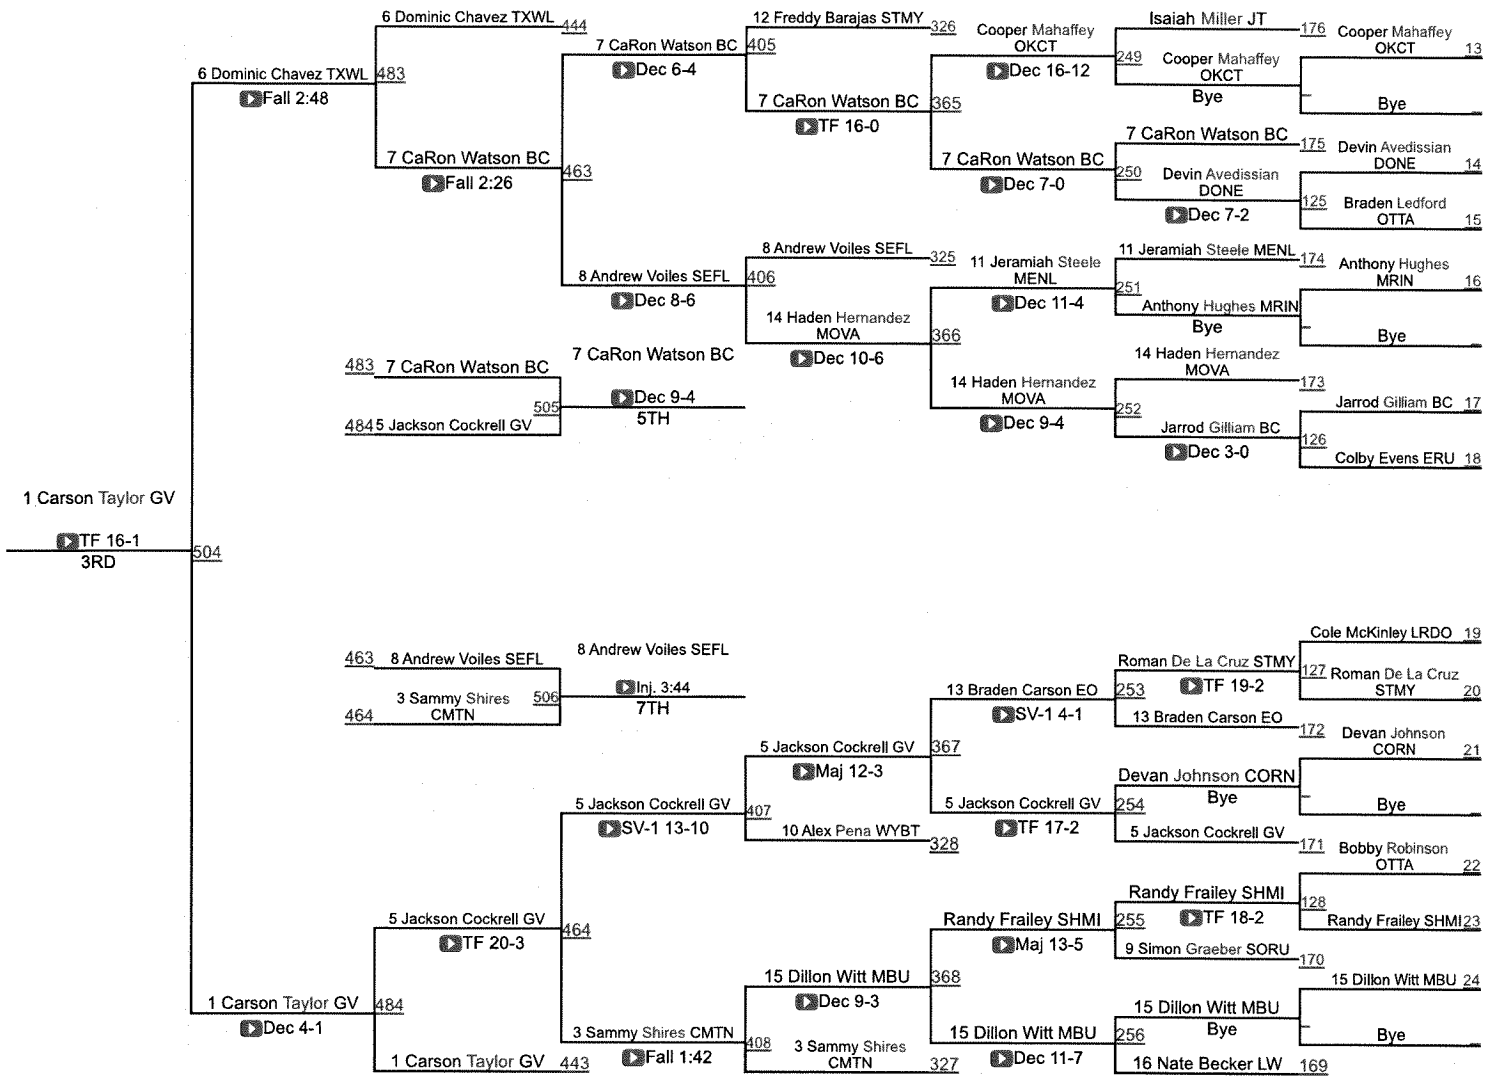 6 Dominic Chavez TXWL
444
12 Freddy Barajas STMY
326
Isaiah Miller JT
176
Cooper Mahaffey
OKCT
13
7 CaRon Watson BC
405
Dec 6-4
Cooper Mahaffey
OKCT
249
Dec 16-12
Cooper Mahaffey
OKCT
Bye
Bye
6 Dominic Chavez TXWL
483
Fall 2:48
7 CaRon Watson BC
365
TF 16-0
7 CaRon Watson BC
175
Devin Avedissian
DONE
14
7 CaRon Watson BC
463
Fall 2:26
7 CaRon Watson BC
250
Dec 7-0
Devin Avedissian
DONE
125
Dec 7-2
Braden Ledford
OTTA
15
8 Andrew Voiles SEFL
325
11 Jeramiah Steele MENL
174
Anthony Hughes
MRIN
16
8 Andrew Voiles SEFL
406
Dec 8-6
11 Jeramiah Steele
MENL
251
Dec 11-4
Anthony Hughes MRIN
Bye
Bye
14 Haden Hernandez
MOVA
366
Dec 10-6
14 Haden Hernandez
MOVA
173
483
7 CaRon Watson BC
7 CaRon Watson BC
Dec 9-4
505
5TH
484
5 Jackson Cockrell GV
14 Haden Hernandez
MOVA
252
Dec 9-4
Jarrod Gilliam BC
17
Jarrod Gilliam BC
126
Dec 3-0
Colby Evens ERU
18
1 Carson Taylor GV
TF 16-1
504
3RD
463
8 Andrew Voiles SEFL
8 Andrew Voiles SEFL
Inj. 3:44
506
7TH
3 Sammy Shires
CMTN
464
Cole McKinley LRDO
19
Roman De La Cruz STMY
127
TF 19-2
Roman De La Cruz
STMY
20
13 Braden Carson EO
253
SV-1 4-1
13 Braden Carson EO
172
Devan Johnson
CORN
21
5 Jackson Cockrell GV
367
Maj 12-3
Devan Johnson CORN
Bye
Bye
5 Jackson Cockrell GV
407
SV-1 13-10
5 Jackson Cockrell GV
254
TF 17-2
10 Alex Pena WYBT
328
5 Jackson Cockrell GV
171
Bobby Robinson
OTTA
22
5 Jackson Cockrell GV
464
TF 20-3
Randy Frailey SHMI
255
Maj 13-5
Randy Frailey SHMI
128
TF 18-2
Randy Frailey SHMI
23
9 Simon Graeber SORU
170
15 Dillon Witt MBU
24
15 Dillon Witt MBU
368
Dec 9-3
1 Carson Taylor GV
484
Dec 4-1
15 Dillon Witt MBU
Bye
Bye
3 Sammy Shires CMTN
408
Fall 1:42
15 Dillon Witt MBU
256
Dec 11-7
3 Sammy Shires
CMTN
327
1 Carson Taylor GV
443
16 Nate Becker LW
169